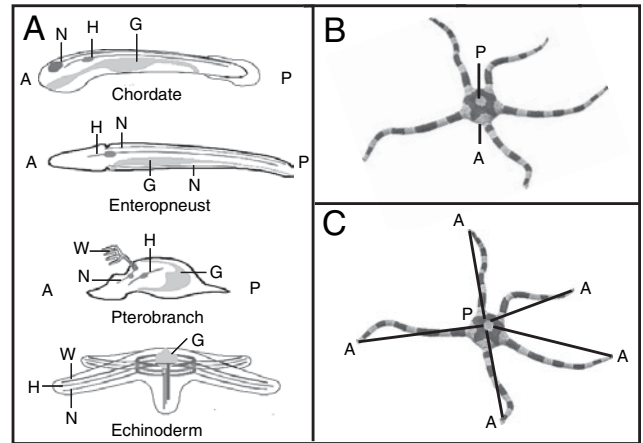 A
N H G
A P
Chordate
H N
A P
G N
Enteropneust
W H
N G
A P
Pterobranch
G
W
H
N
Echinoderm
B
P
A
C
A
A
P
A
A
A